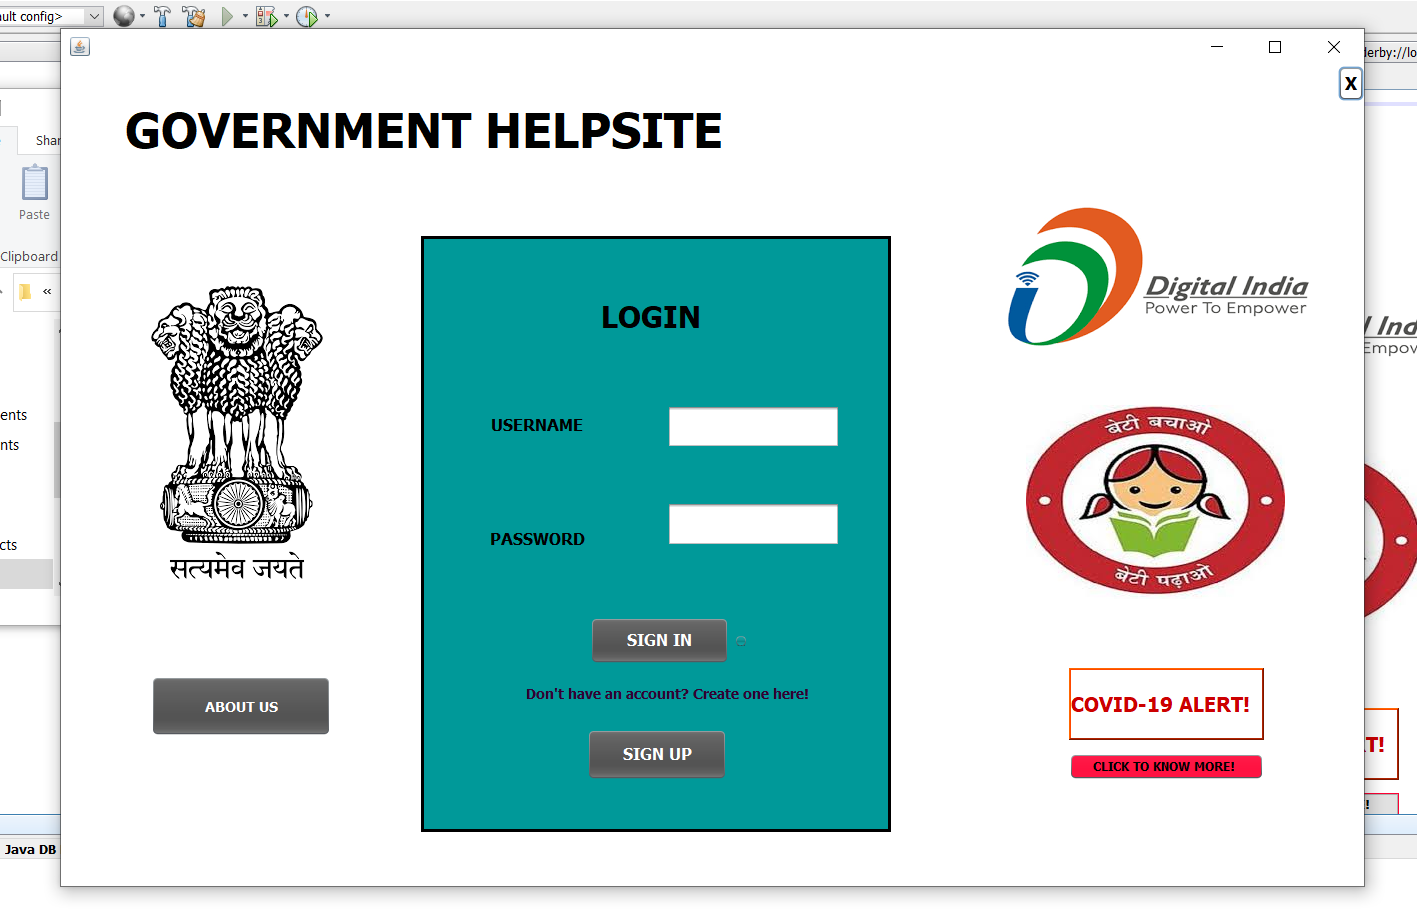 ault config>
derby://lo
X
GOVERNMENT HELPSITE
Shar
Paste
Clipboard
«
ents
nts
cts
सत्यमेव जयते
ABOUT US
LOGIN
USERNAME
PASSWORD
SIGN IN
Don't have an account? Create one here!
SIGN UP
Digital India
Power To Empower
बेटी बचाओ
बेटी पढ़ाओ
COVID-19 ALERT!
CLICK TO KNOW MORE!
l Ind
Empov
T!
!
Java DB